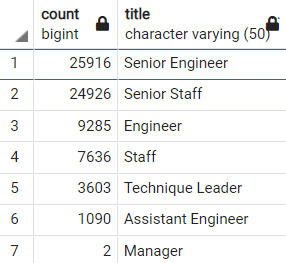 count title
bigint character varying (50)
1 25916 Senior Engineer
2 24926 Senior Staff
3 9285 Engineer
4 7636 Staff
5 3603 Technique Leader
6 1090 Assistant Engineer
7 2 Manager